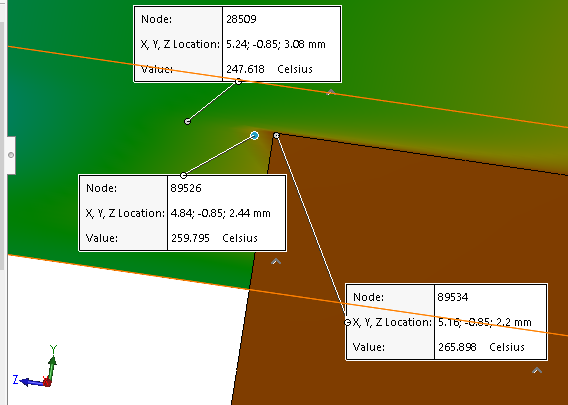 Node: 28509
X, Y, Z Location: 5.24; -0.85; 3.08 mm
Value: 247.618 Celsius
Node: 89526
X, Y, Z Location: 4.84; -0.85; 2.44 mm
Value: 259.795 Celsius
Node: 89534
X, Y, Z Location: 5.16; -0.85; 2.2 mm
Value: 265.898 Celsius
Y
Z